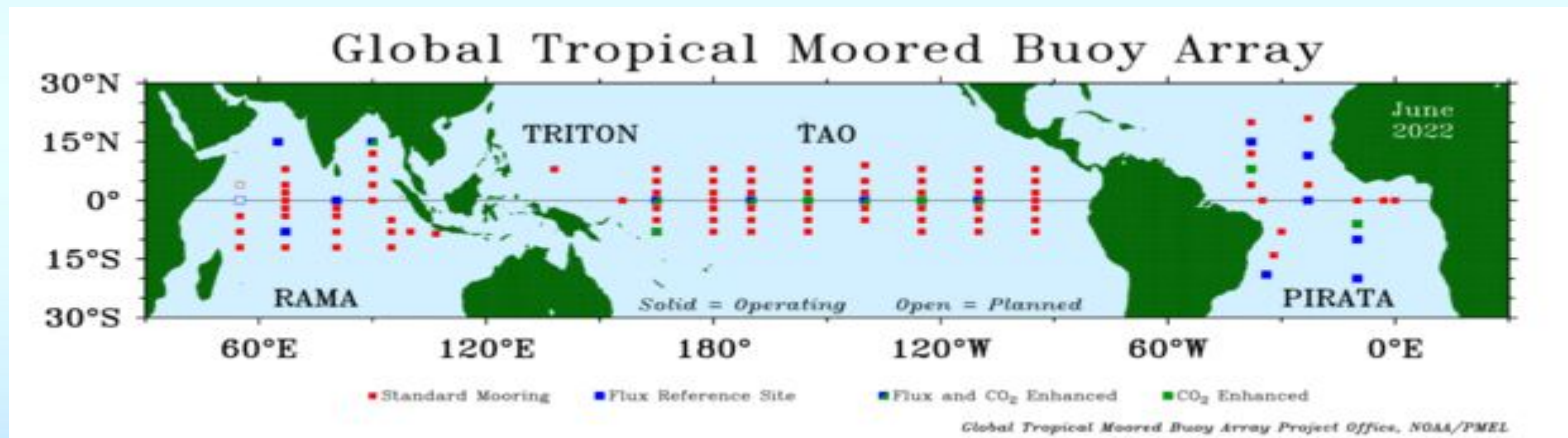 Global Tropical Moored Buoy Array
30°N
15°N
0°
15°S
30°S
TRITON
TAO
June
2022
RAMA
Solid = Operating
Open = Planned
PIRATA
60°E
120°E
180°
120°W
60°W
0°E
Standard Mooring
Flux Reference Site
Flux and CO₂ Enhanced
CO₂ Enhanced
Global Tropical Moored Buoy Array Project Office, NOAA/PMEL